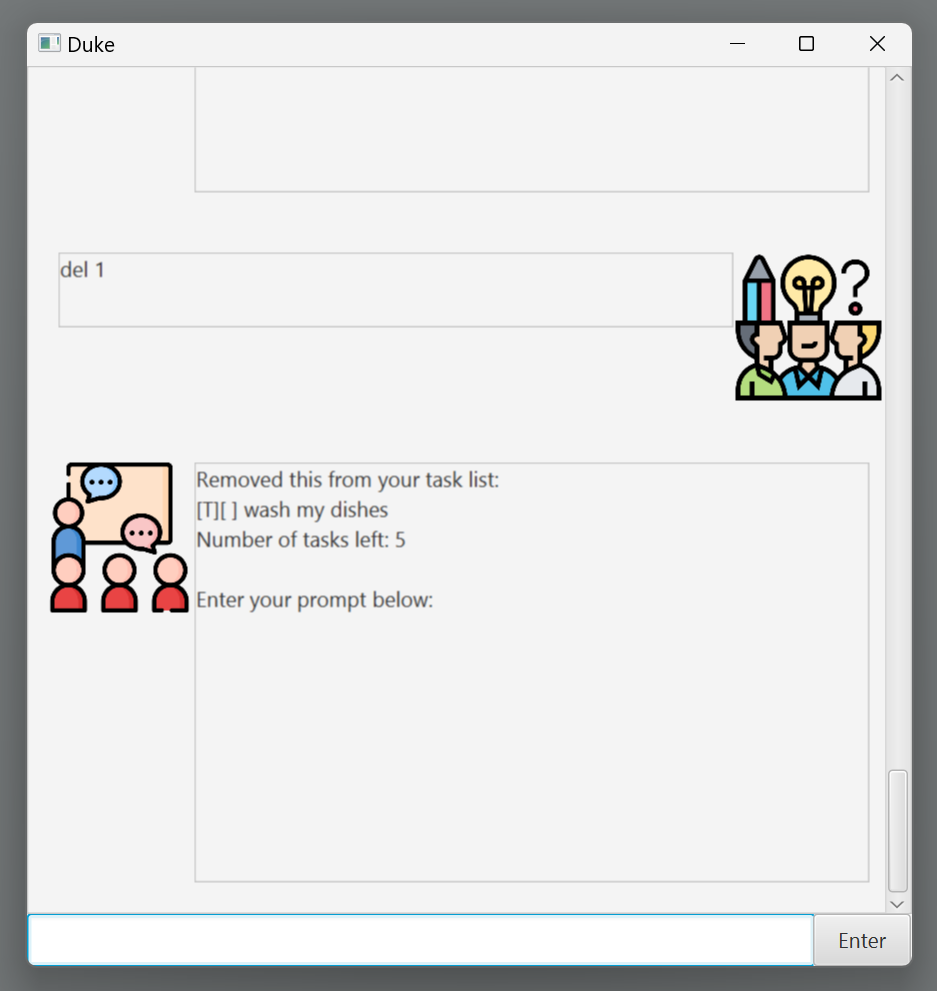 Duke
del 1
Removed this from your task list:
[T][ ] wash my dishes
Number of tasks left: 5
Enter your prompt below:
Enter